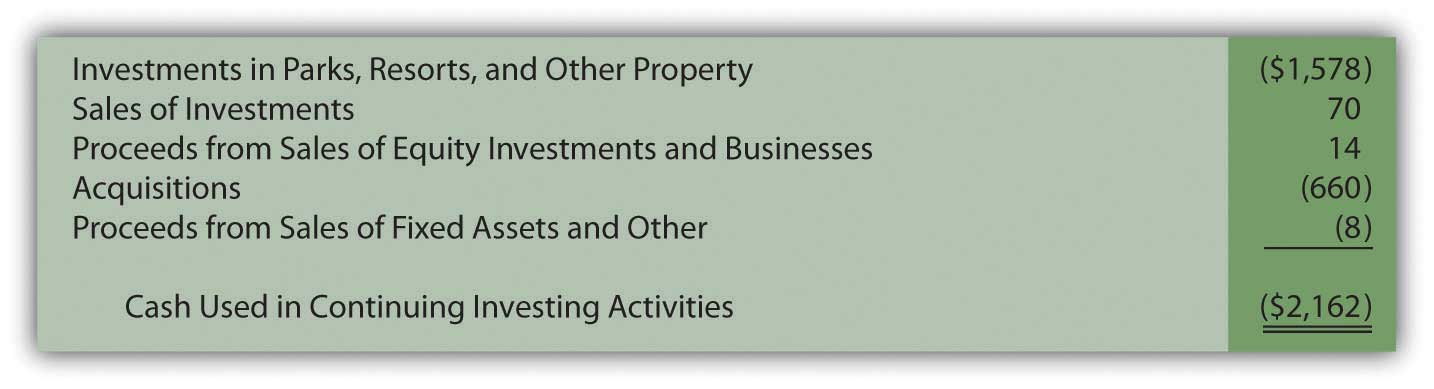 Investments in Parks, Resorts, and Other Property ($1,578)
Sales of Investments 70
Proceeds from Sales of Equity Investments and Businesses 14
Acquisitions (660)
Proceeds from Sales of Fixed Assets and Other (8)
Cash Used in Continuing Investing Activities ($2,162)